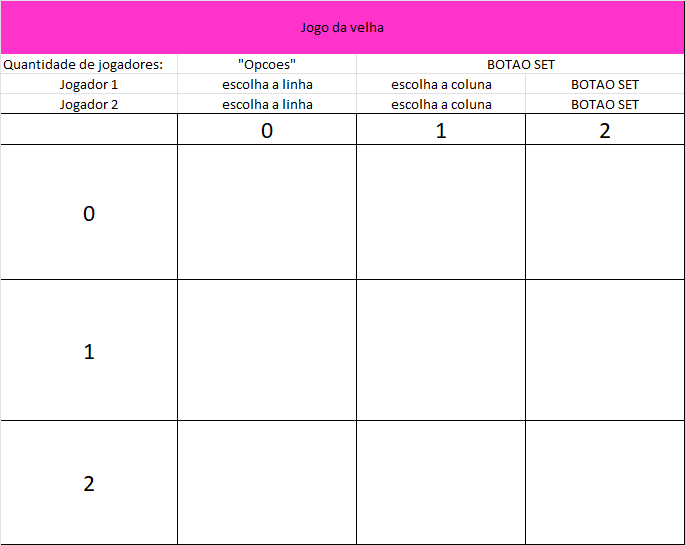 Jogo da velha
Quantidade de jogadores: "Opcoes" BOTAO SET
Jogador 1 escolha a linha escolha a coluna BOTAO SET
Jogador 2 escolha a linha escolha a coluna BOTAO SET
0 1 2
0
1
2